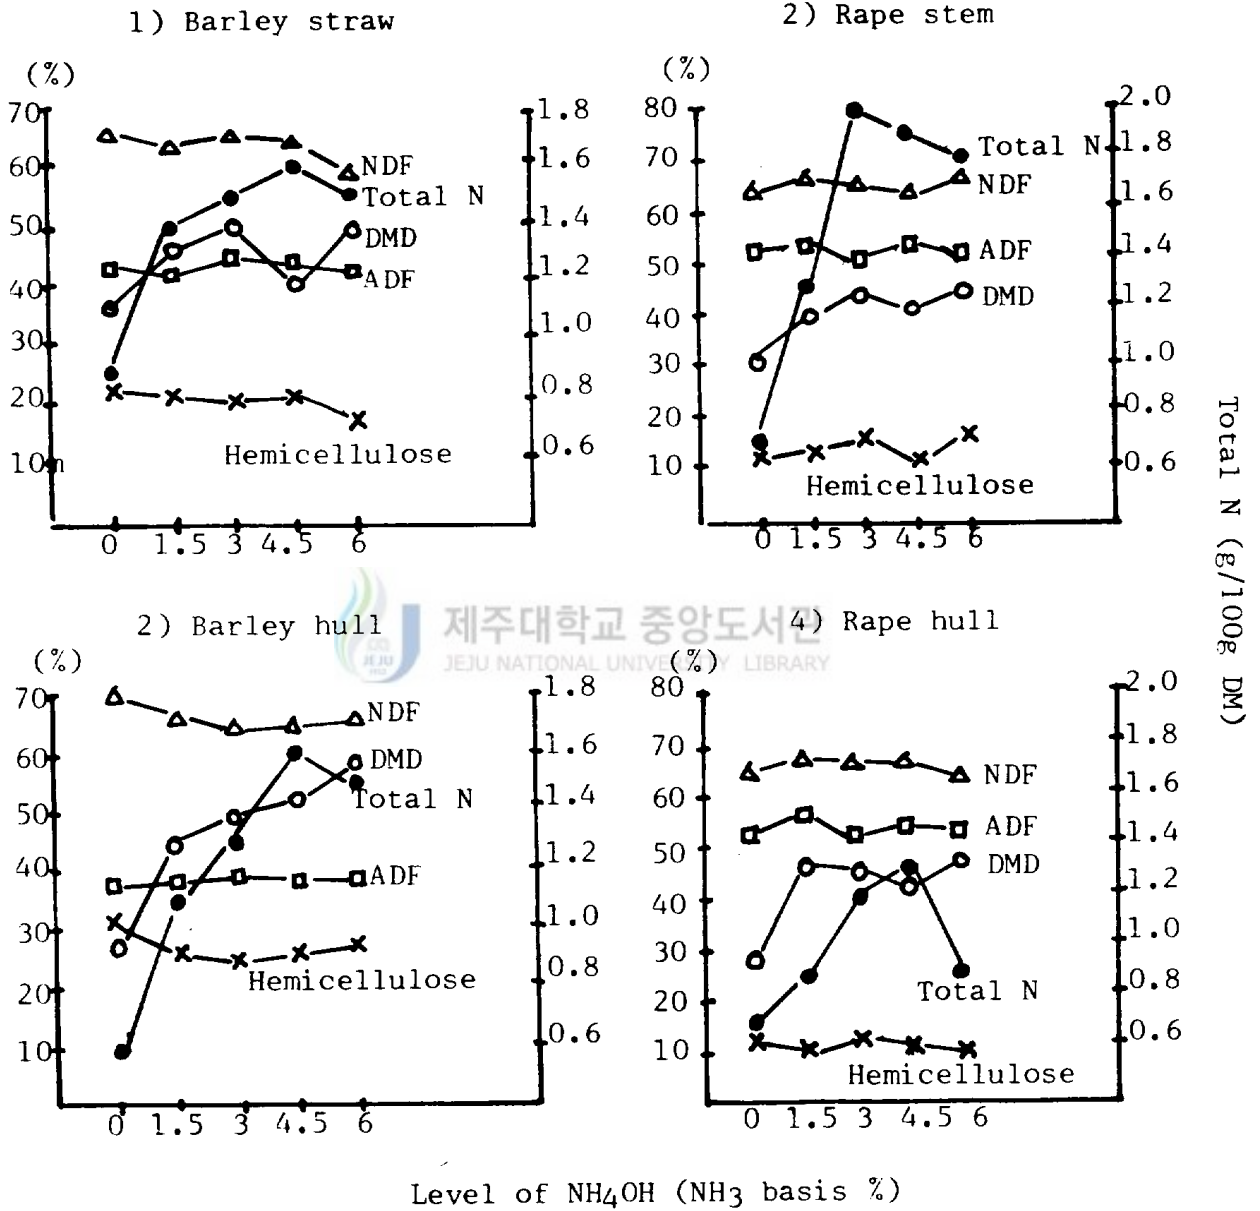 1) Barley straw
(%)
70
60
50
40
30
20
10
1.8
1.6
1.4
1.2
1.0
0.8
0.6
NDF
Total N
DMD
ADF
Hemicellulose
0 1.5 3 4.5 6
2) Rape stem
(%)
80
70
60
50
40
30
20
10
2.0
1.8
1.6
1.4
1.2
1.0
0.8
0.6
Total N
NDF
ADF
DMD
Hemicellulose
0 1.5 3 4.5 6
Total N (g/100g DM)
제주대학교 중앙도서관
JEJU NATIONAL UNIVERSITY LIBRARY
JEJU
2) Barley hull
(%)
70
60
50
40
30
20
10
1.8
1.6
1.4
1.2
1.0
0.8
0.6
NDF
DMD
Total N
ADF
Hemicellulose
0 1.5 3 4.5 6
4) Rape hull
(%)
80
70
60
50
40
30
20
10
2.0
1.8
1.6
1.4
1.2
1.0
0.8
0.6
NDF
ADF
DMD
Total N
Hemicellulose
0 1.5 3 4.5 6
Level of NH4OH (NH3 basis %)